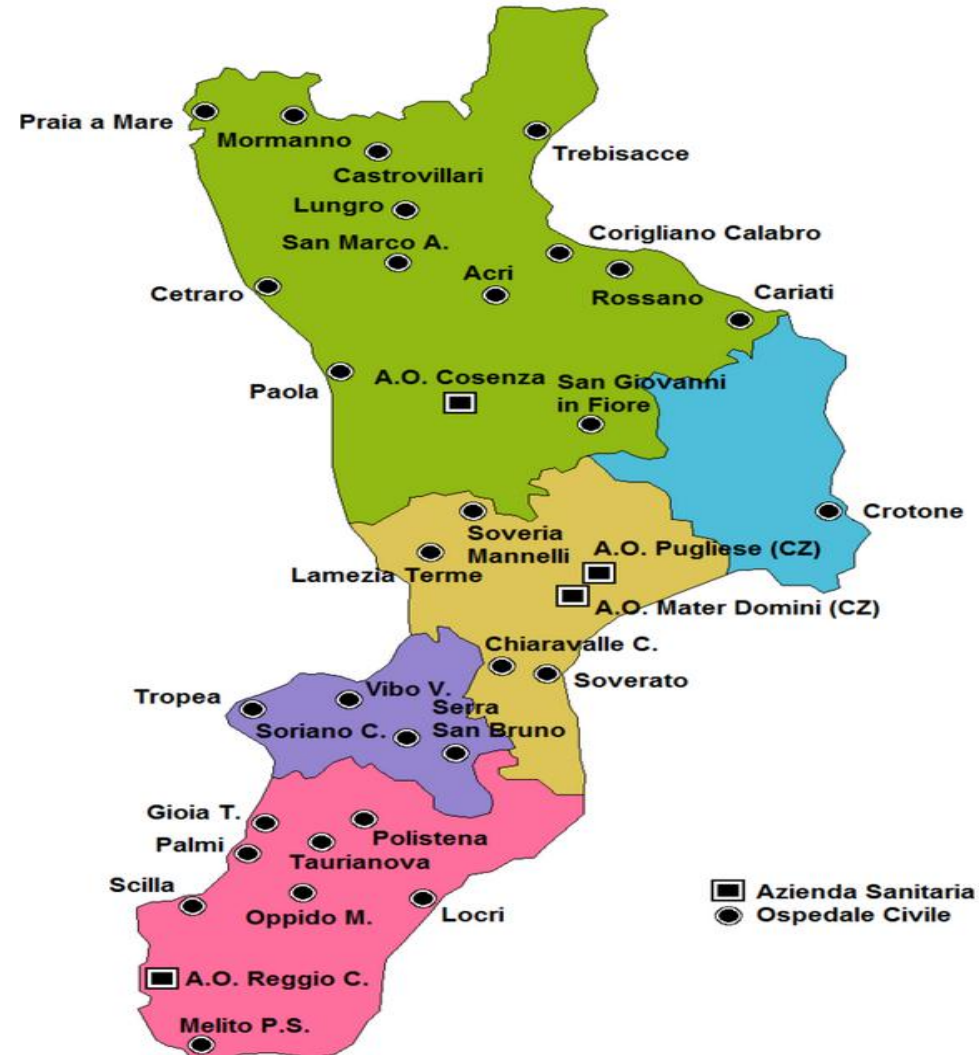 Praia a Mare
Mormanno
Castrovillari
Trebisacce
Lungro
San Marco A.
Corigliano Calabro
Acri
Cetraro
Rossano
Cariati
Paola
A.O. Cosenza
San Giovanni
in Fiore
Crotone
Soveria
Mannelli
A.O. Pugliese (CZ)
Lamezia Terme
A.O. Mater Domini (CZ)
Chiaravalle C.
Soverato
Tropea
Vibo V.
Serra
San Bruno
Soriano C.
Gioia T.
Polistena
Palmi
Taurianova
Scilla
Oppido M.
Locri
Azienda Sanitaria
Ospedale Civile
A.O. Reggio C.
Melito P.S.